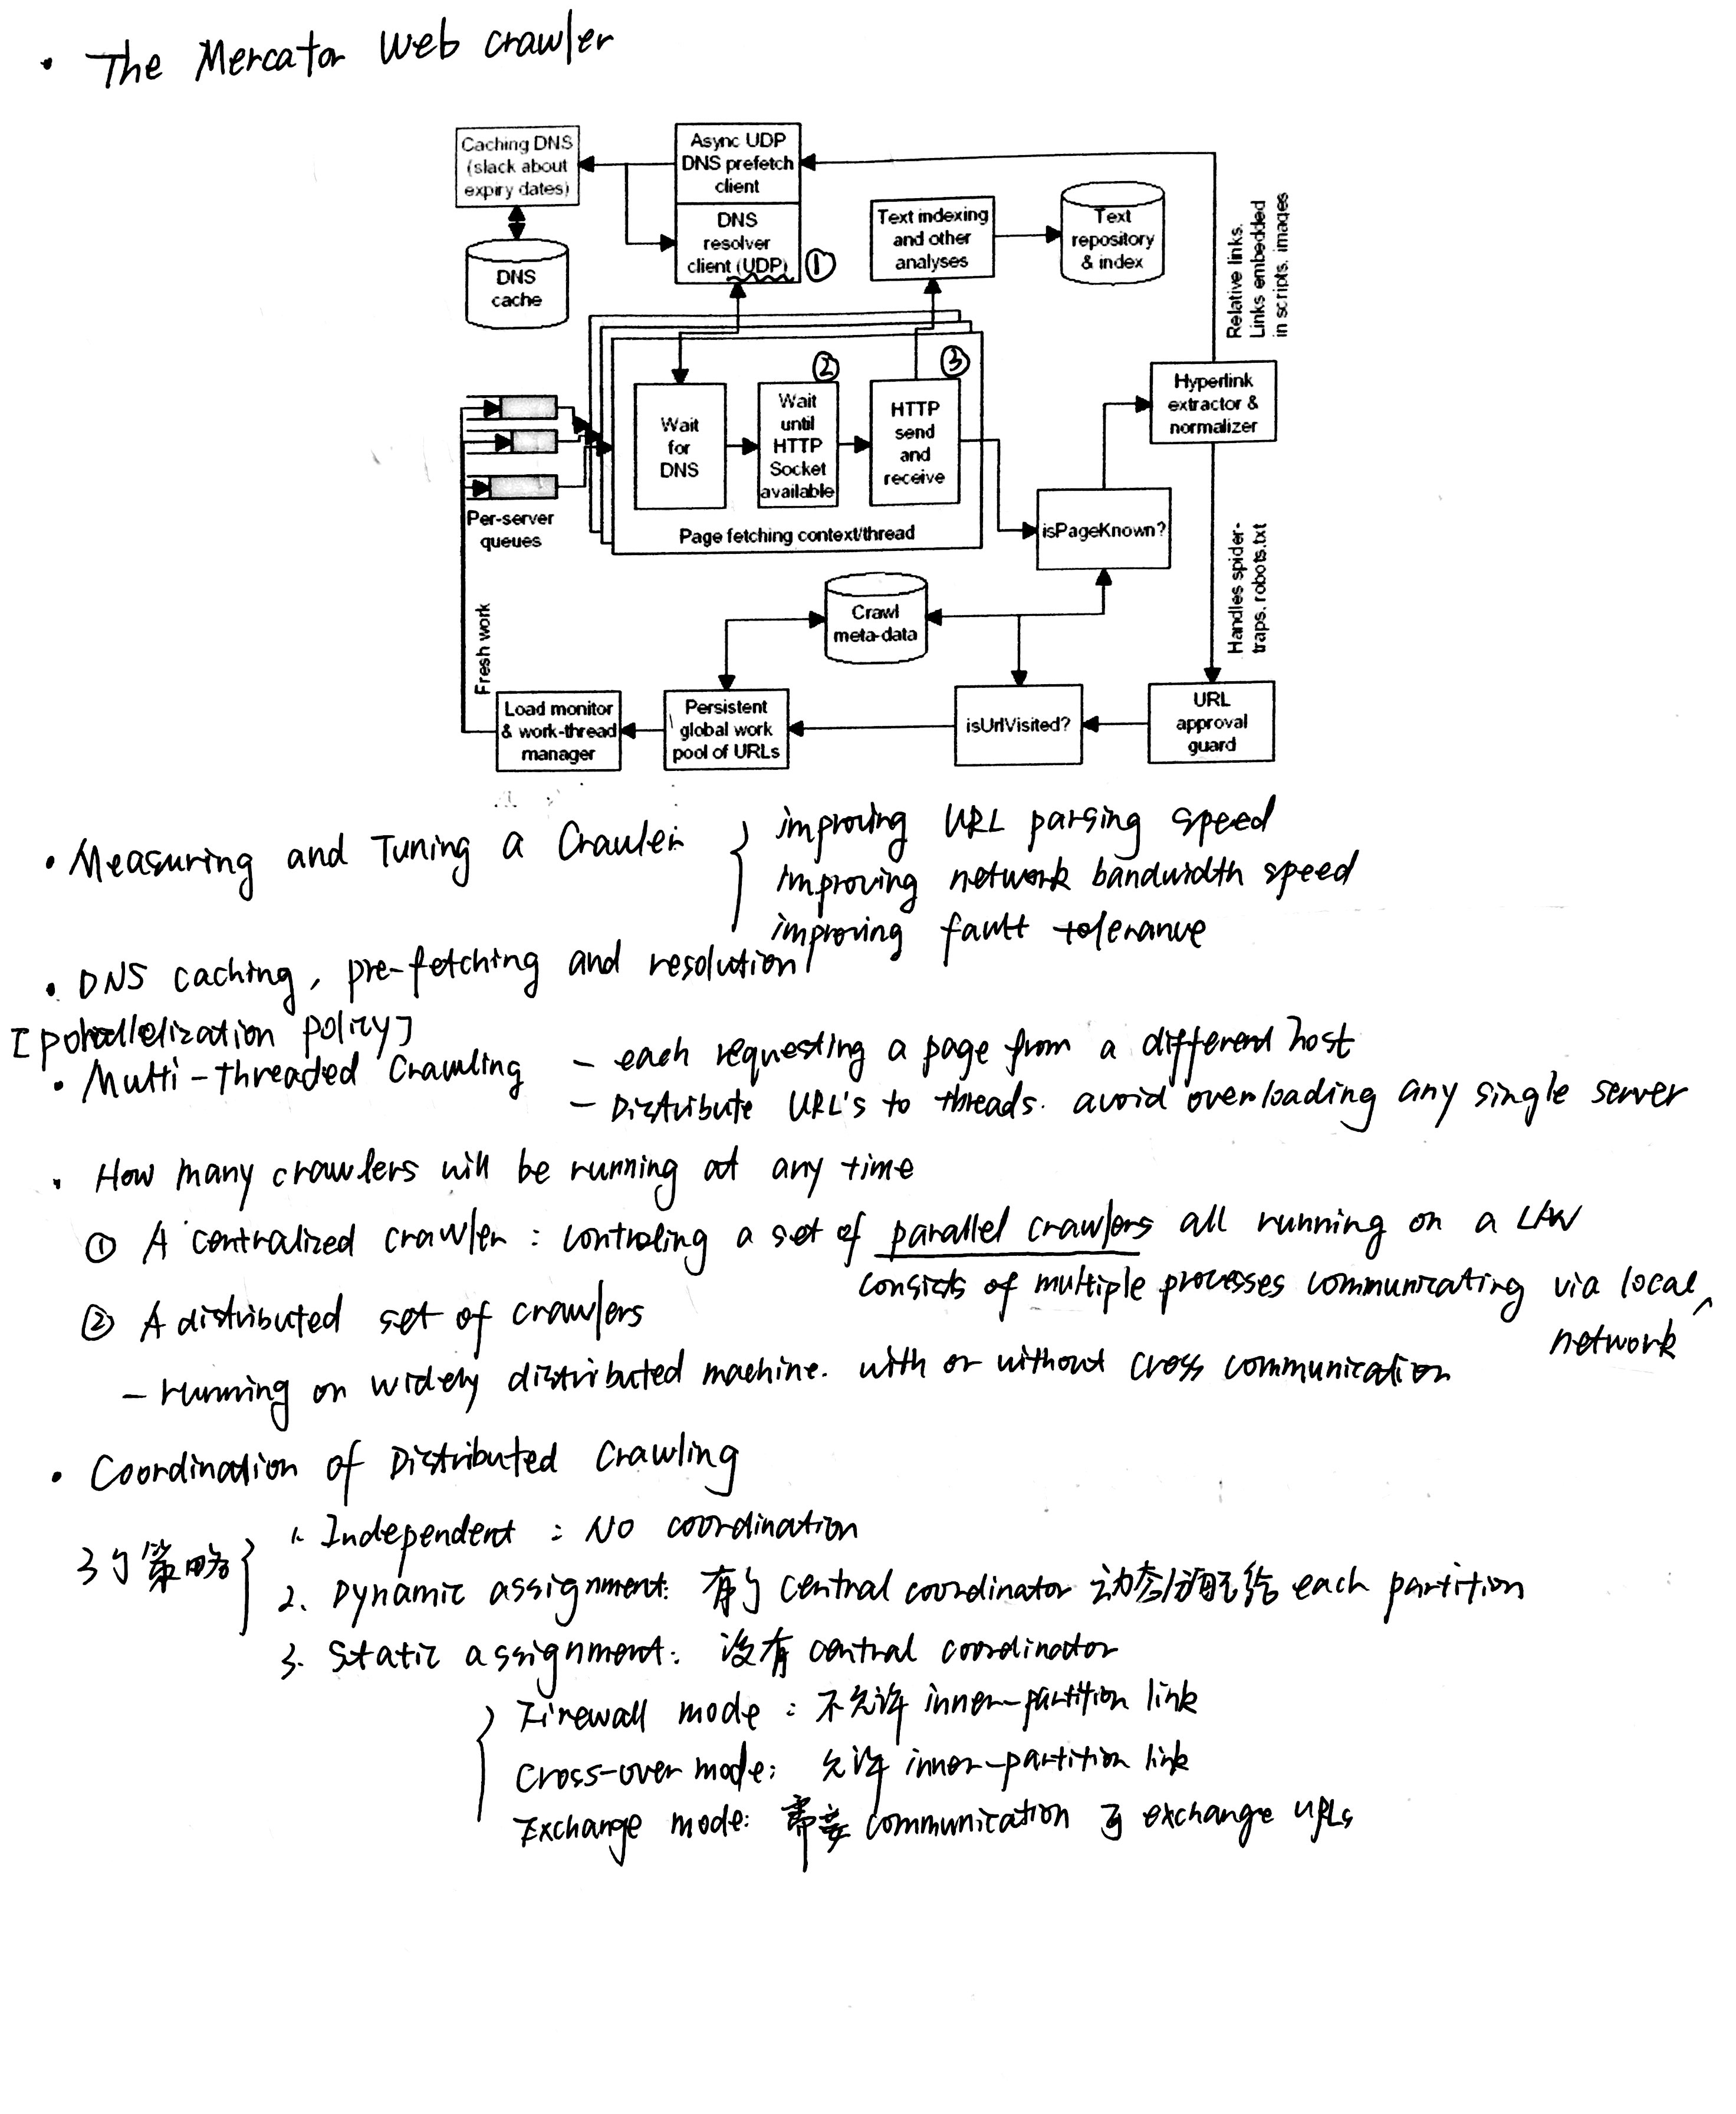 • The Mercator Web crawler
Caching DNS
(slack about
expiry dates)
DNS
cache
Async UDP
DNS prefetch
client
DNS
resolver
client (UDP) ①
Text indexing
and other
analyses
Text
repository
& index
Relative links.
Links embedded
in scripts. images
② ③
Wait
for
DNS
Wait
until
HTTP
Socket
available
HTTP
send
and
receive
Page fetching context/thread
Hyperlink
extractor &
normalizer
Per-server
queues
isPageKnown?
Handles spider-
traps. robots.txt
Crawl
meta-data
Fresh work
Load monitor
& work-thread
manager
Persistent
global work
pool of URLs
isUrlVisited?
URL
approval
guard
• Measuring and Tuning a Crawler
improving URL parsing speed
improving network bandwidth speed
improving fault tolerance
• DNS caching, pre-fetching and resolution
[parallelization policy]
• Multi-threaded Crawling – each requesting a page from a different host
– Distribute URL's to threads. avoid overloading any single server
• How many crawlers will be running at any time
① A centralized crawler : controling a set of parallel crawlers all running on a LAN
consists of multiple processes communicating via local network
② A distributed set of crawlers
– running on widely distributed machine. with or without cross communication
• Coordination of Distributed Crawling
3个策略
1. Independent : NO coordination
2. Dynamic assignment: 有个 central coordinator 动态分配给 each partition
3. Static assignment: 没有 central coordinator
Firewall mode : 不允许 inner-partition link
Cross-over mode: 允许 inner-partition link
Exchange mode: 需要 communication 可 exchange URLs